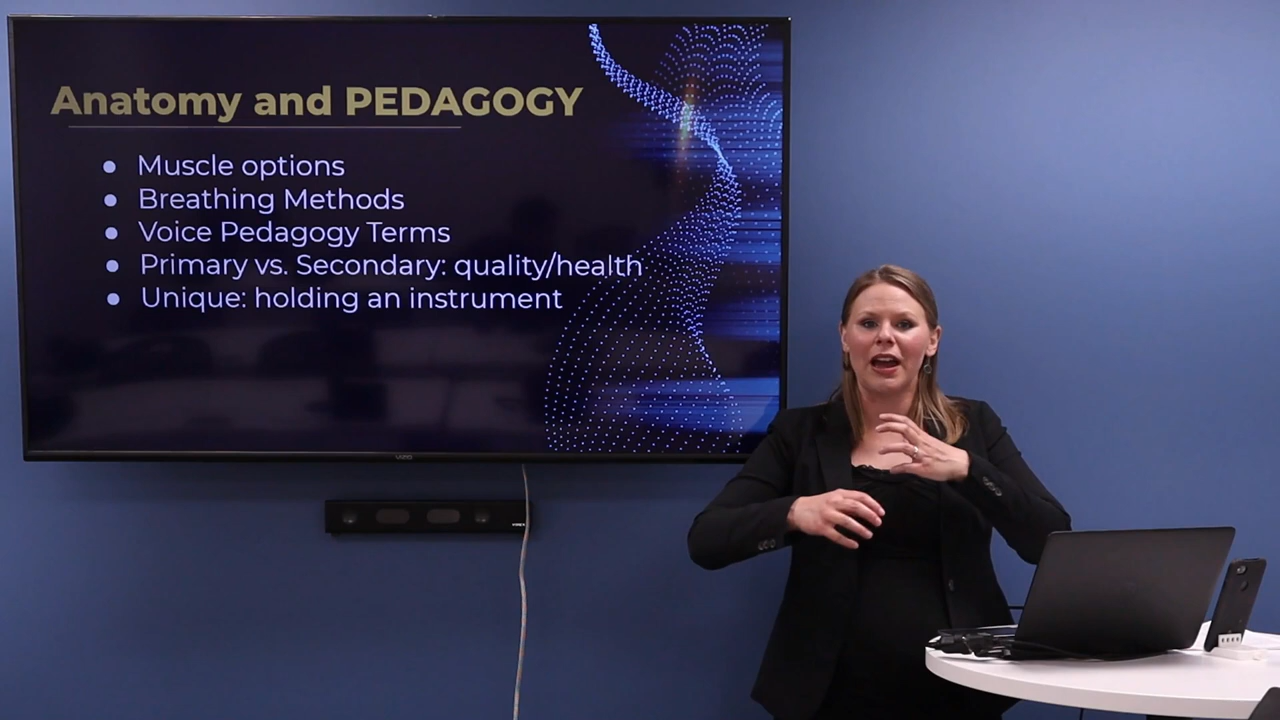 Anatomy and PEDAGOGY
● Muscle options
● Breathing Methods
● Voice Pedagogy Terms
● Primary vs. Secondary: quality/health
● Unique: holding an instrument
VIZIO